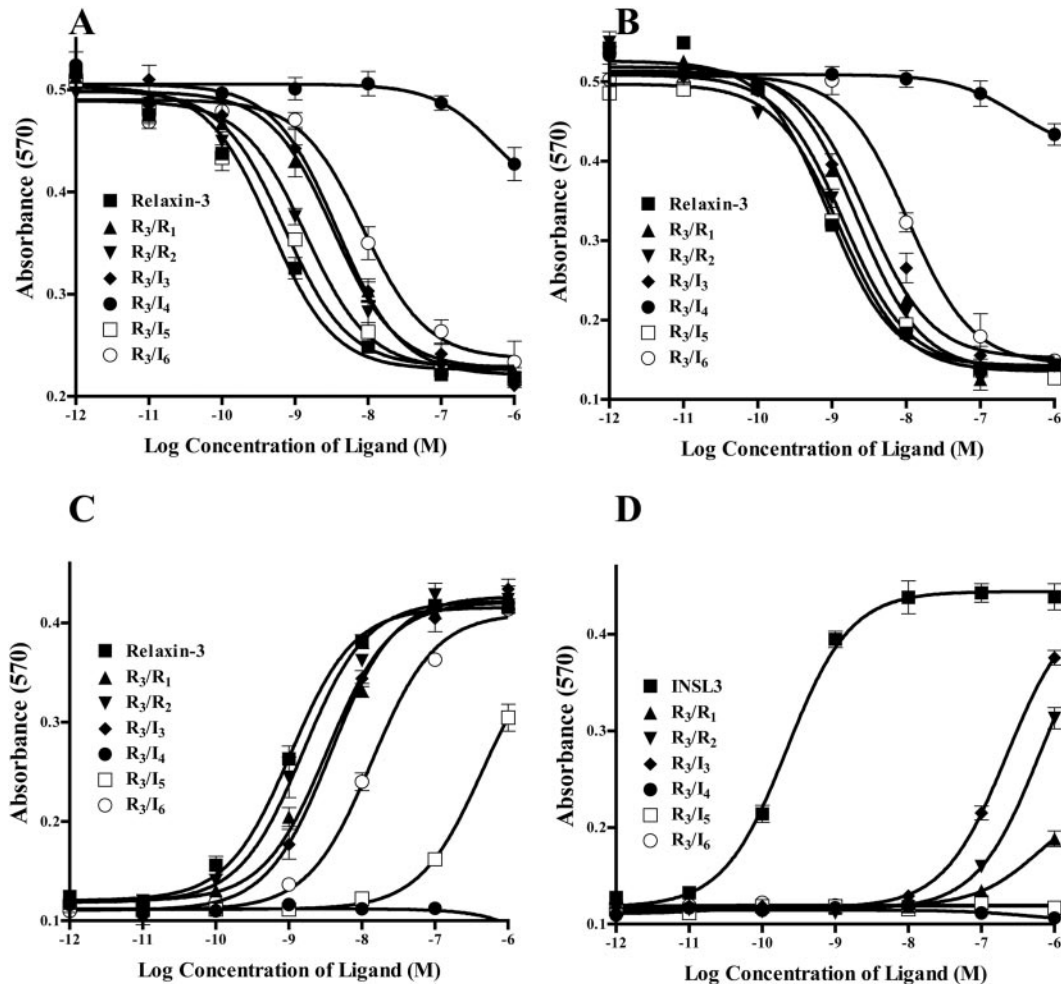 A
Absorbance (570)
0.5
0.4
0.3
0.2
Relaxin-3
R₃/R₁
R₃/R₂
R₃/I₃
R₃/I₄
R₃/I₅
R₃/I₆
-12 -11 -10 -9 -8 -7 -6
Log Concentration of Ligand (M)
B
Absorbance (570)
0.5
0.4
0.3
0.2
0.1
Relaxin-3
R₃/R₁
R₃/R₂
R₃/I₃
R₃/I₄
R₃/I₅
R₃/I₆
-12 -11 -10 -9 -8 -7 -6
Log Concentration of Ligand (M)
C
Absorbance (570)
0.4
0.3
0.2
0.1
Relaxin-3
R₃/R₁
R₃/R₂
R₃/I₃
R₃/I₄
R₃/I₅
R₃/I₆
-12 -11 -10 -9 -8 -7 -6
Log Concentration of Ligand (M)
D
Absorbance (570)
0.4
0.3
0.2
0.1
INSL3
R₃/R₁
R₃/R₂
R₃/I₃
R₃/I₄
R₃/I₅
R₃/I₆
-12 -11 -10 -9 -8 -7 -6
Log Concentration of Ligand (M)